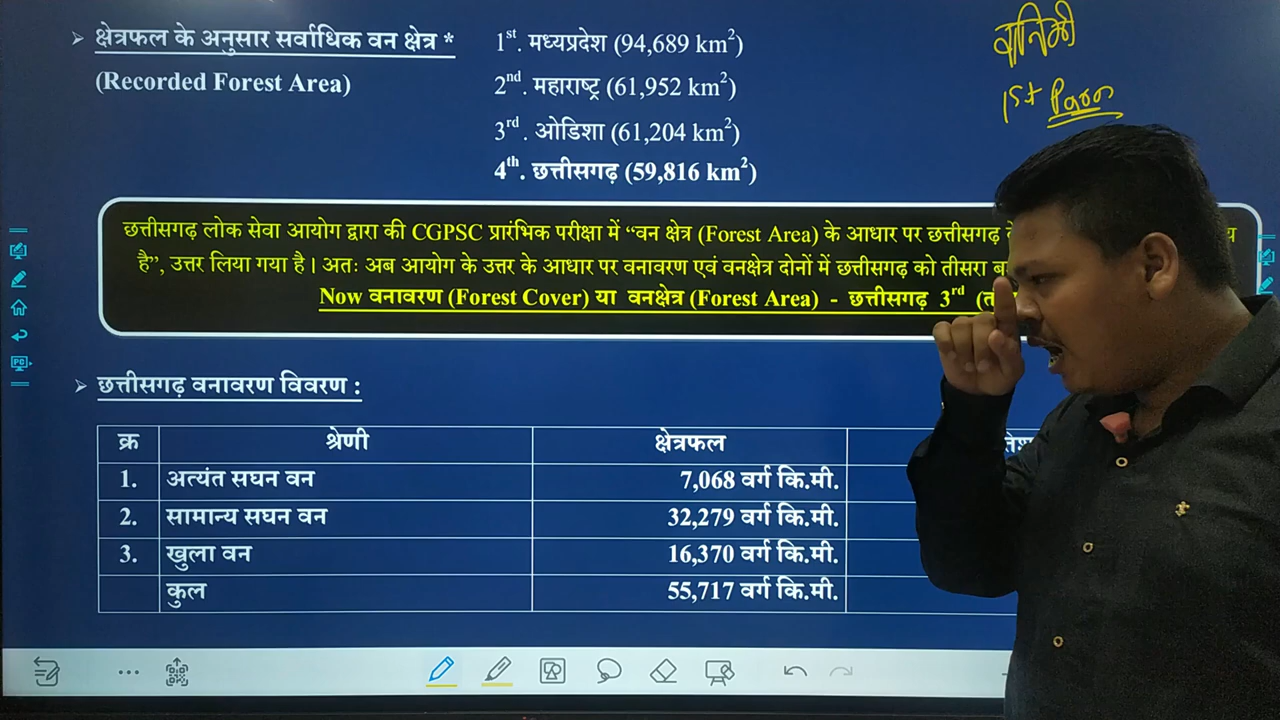 क्षेत्रफल के अनुसार सर्वाधिक वन क्षेत्र *
(Recorded Forest Area)
1st. मध्यप्रदेश (94,689 km2)
2nd. महाराष्ट्र (61,952 km2)
3rd. ओडिशा (61,204 km2)
4th. छत्तीसगढ़ (59,816 km2)
वानिकी
1st
छत्तीसगढ़ लोक सेवा आयोग द्वारा की CGPSC प्रारंभिक परीक्षा में “वन क्षेत्र (Forest Area) के आधार पर छत्तीसगढ़
है”, उत्तर लिया गया है। अतः अब आयोग के उत्तर के आधार पर वनावरण एवं वनक्षेत्र दोनों में छत्तीसगढ़ को तीसरा
Now वनावरण (Forest Cover) या वनक्षेत्र (Forest Area) - छत्तीसगढ़ 3rd
छत्तीसगढ़ वनावरण विवरण :
क्र श्रेणी क्षेत्रफल
1. अत्यंत सघन वन 7,068 वर्ग कि.मी.
2. सामान्य सघन वन 32,279 वर्ग कि.मी.
3. खुला वन 16,370 वर्ग कि.मी.
कुल 55,717 वर्ग कि.मी.
PC